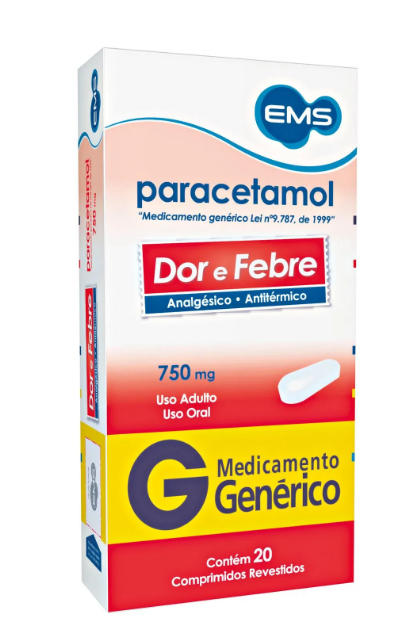 EMS
paracetamol
"Medicamento genérico Lei nº9.787, de 1999"
Dor e Febre
Analgésico • Antitérmico
750 mg
Uso Adulto
Uso Oral
G Medicamento
Genérico
Contém 20
Comprimidos Revestidos
EMS
paracetamol
750 mg
Dor e Febre